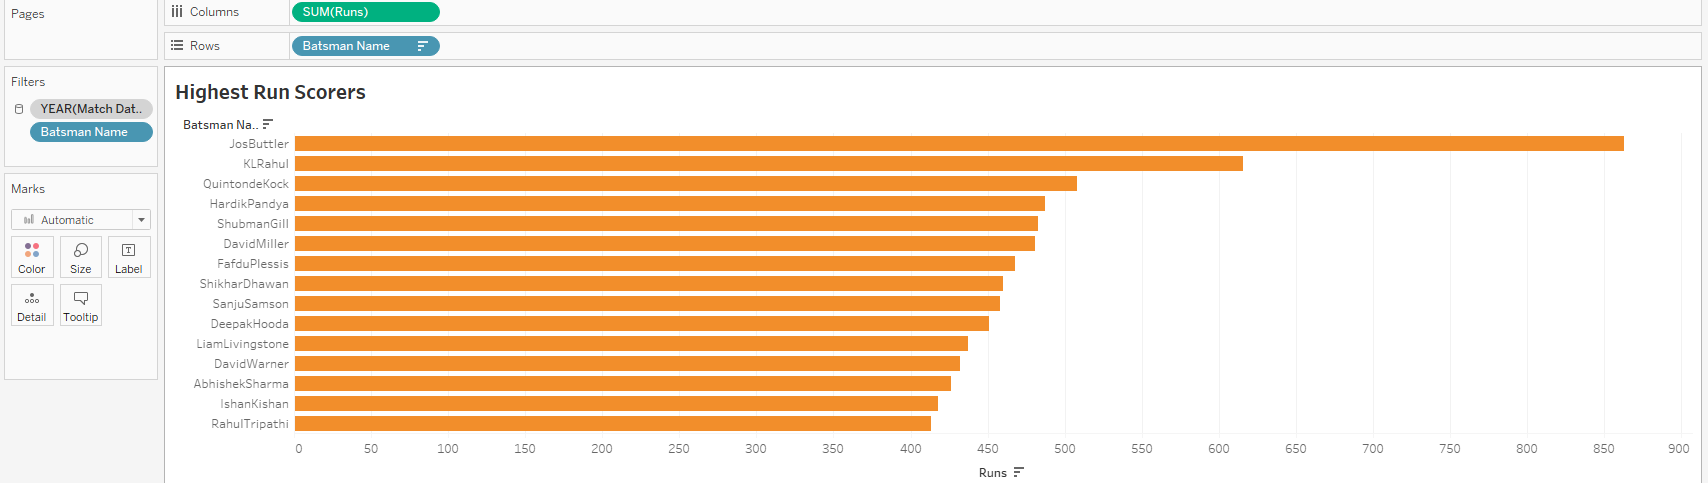 Pages
Columns
SUM(Runs)
Rows
Batsman Name
Filters
YEAR(Match Dat..
Batsman Name
Marks
Automatic
Color
Size
Label
Detail
Tooltip
Highest Run Scorers
Batsman Na..
JosButtler
KLRahul
QuintondeKock
HardikPandya
ShubmanGill
DavidMiller
FafduPlessis
ShikharDhawan
SanjuSamson
DeepakHooda
LiamLivingstone
DavidWarner
AbhishekSharma
IshanKishan
RahulTripathi
0 50 100 150 200 250 300 350 400 450 500 550 600 650 700 750 800 850 900
Runs